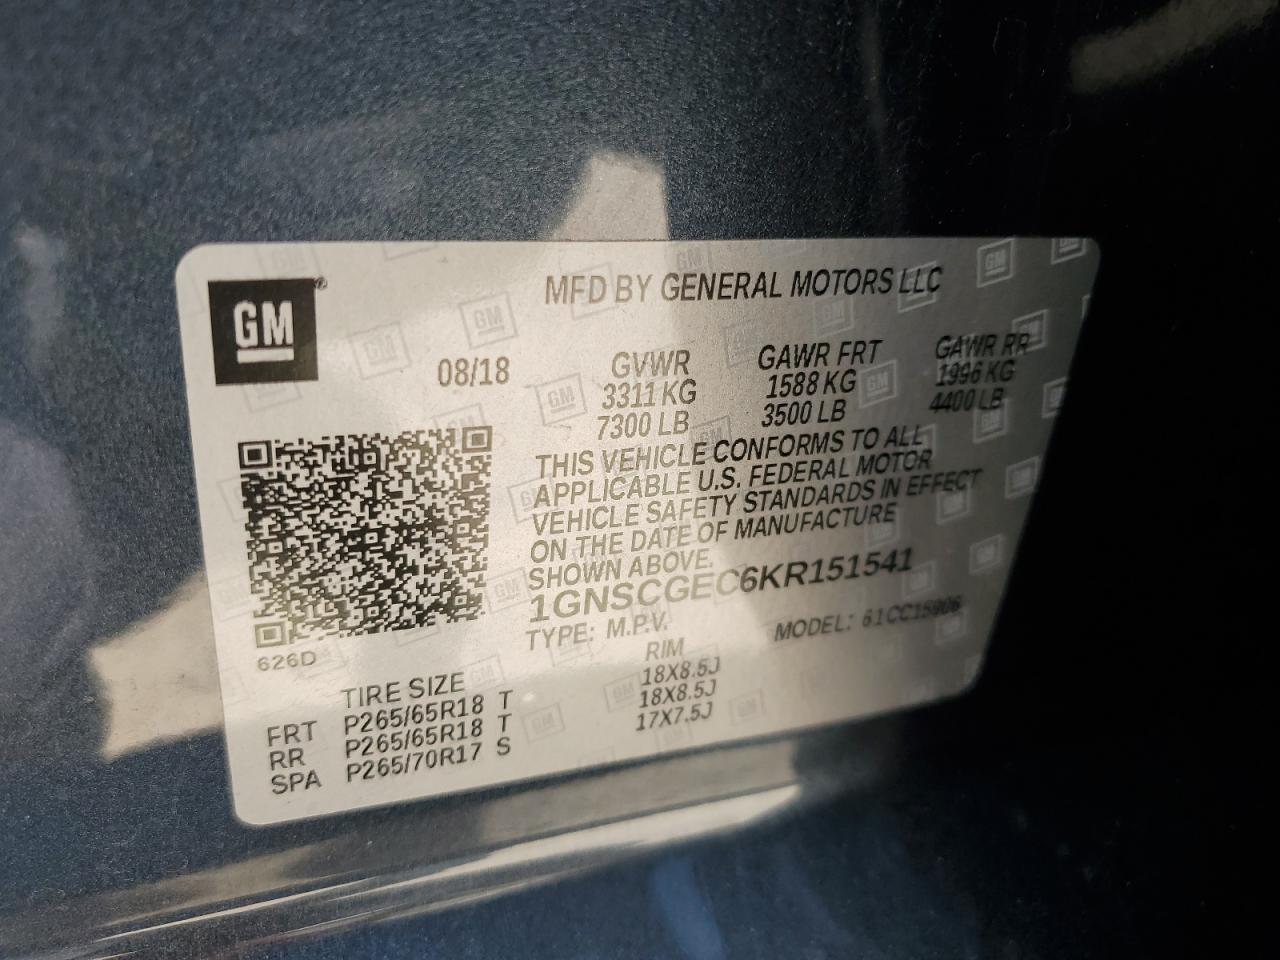 GM®
MFD BY GENERAL MOTORS LLC
08/18
GVWR GAWR FRT GAWR RR
3311 KG 1588 KG 1996 KG
7300 LB 3500 LB 4400 LB
THIS VEHICLE CONFORMS TO ALL
APPLICABLE U.S. FEDERAL MOTOR
VEHICLE SAFETY STANDARDS IN EFFECT
ON THE DATE OF MANUFACTURE
SHOWN ABOVE.
1GNSCGEC6KR151541
TYPE: M.P.V. MODEL: 61CC15906
626D
TIRE SIZE RIM
FRT P265/65R18 T 18X8.5J
RR P265/65R18 T 18X8.5J
SPA P265/70R17 S 17X7.5J